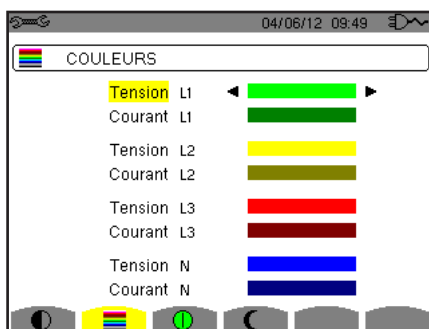 04/06/12 09:49
COULEURS
Tension L1
Courant L1
Tension L2
Courant L2
Tension L3
Courant L3
Tension N
Courant N